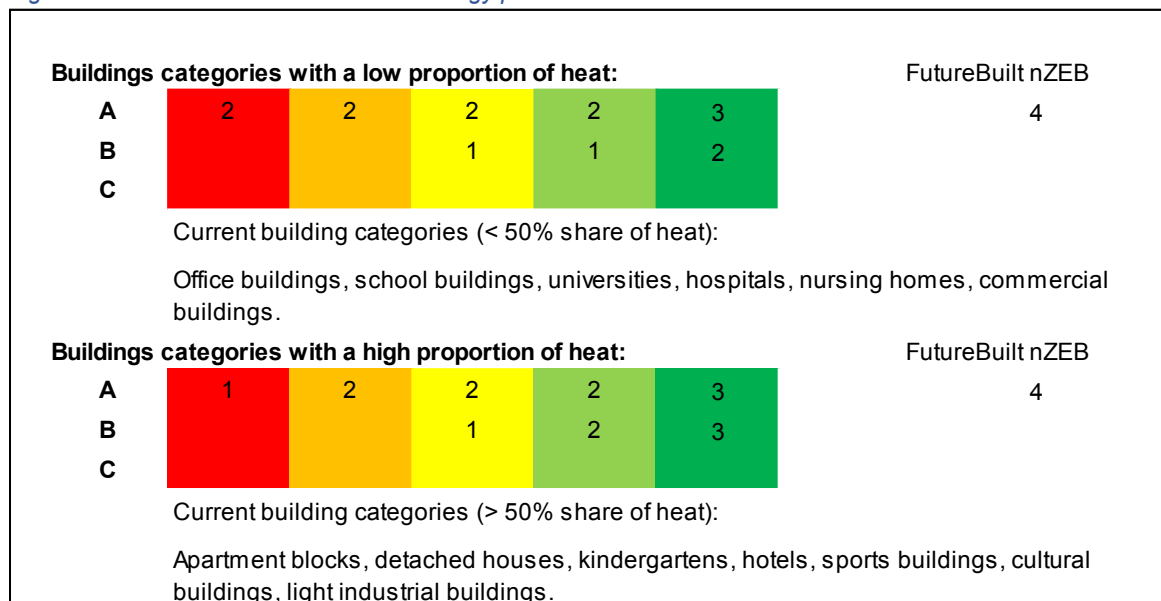 Buildings categories with a low proportion of heat: FutureBuilt nZEB
A 2 2 2 2 3 4
B 1 1 2
C
Current building categories (< 50% share of heat):
Office buildings, school buildings, universities, hospitals, nursing homes, commercial
buildings.
Buildings categories with a high proportion of heat: FutureBuilt nZEB
A 1 2 2 2 3 4
B 1 2 3
C
Current building categories (> 50% share of heat):
Apartment blocks, detached houses, kindergartens, hotels, sports buildings, cultural
buildings, light industrial buildings.